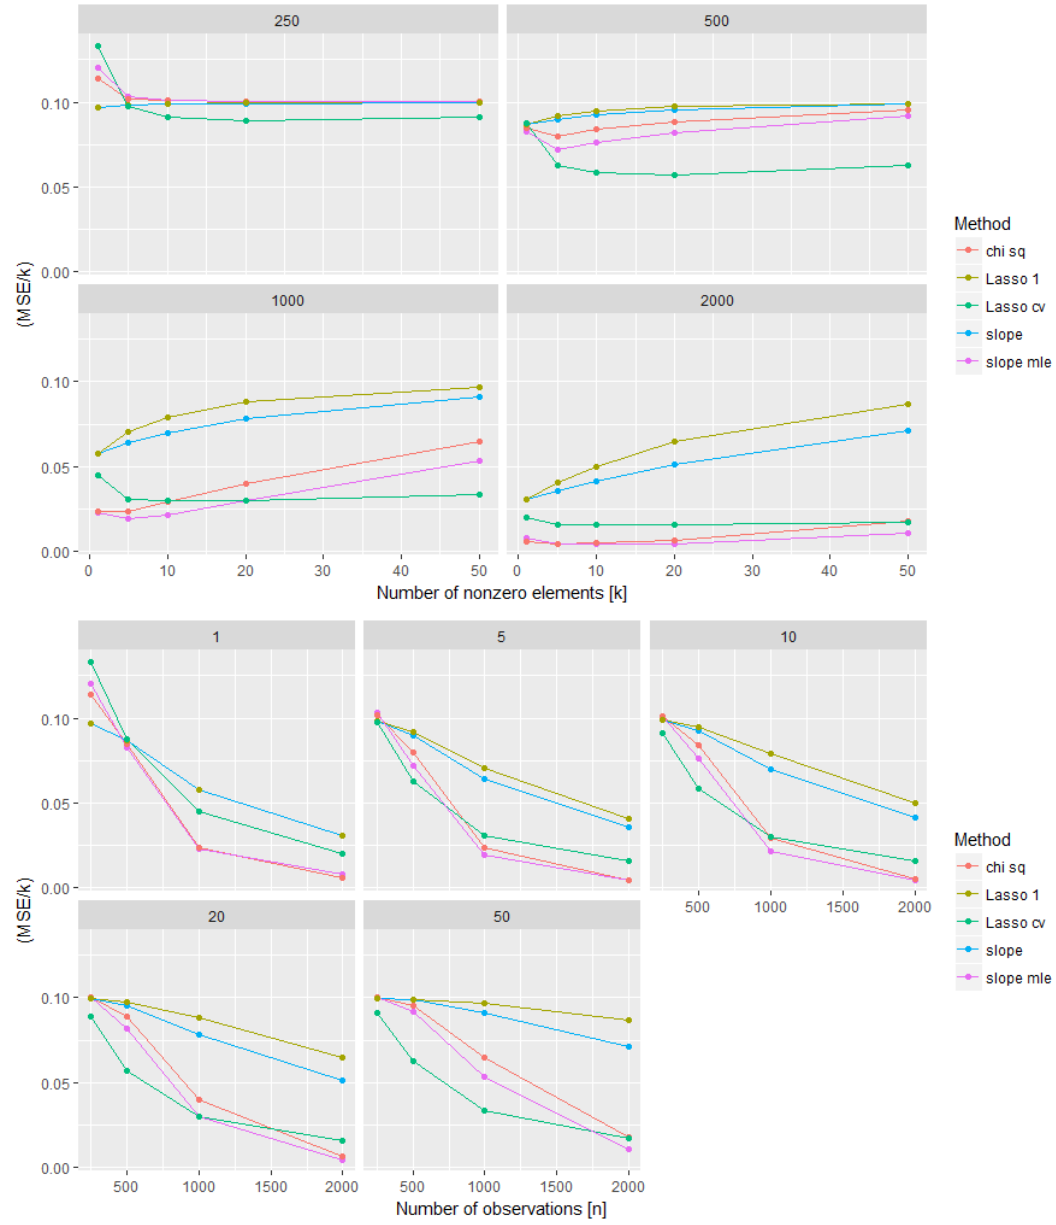 250 500
0.10
0.05
0.00
1000 2000
0.10
0.05
0.00
0 10 20 30 40 50 0 10 20 30 40 50
Number of nonzero elements [k]
(MSE/k)
Method
chi sq
Lasso 1
Lasso cv
slope
slope mle
1 5 10
0.10
0.05
0.00
500 1000 1500 2000
20 50
0.10
0.05
0.00
500 1000 1500 2000 500 1000 1500 2000
Number of observations [n]
(MSE/k)
Method
chi sq
Lasso 1
Lasso cv
slope
slope mle